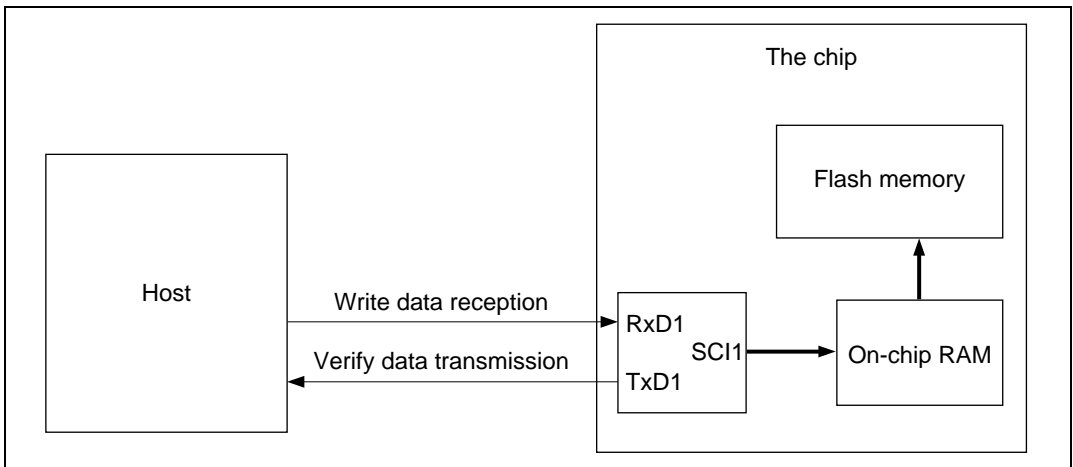 The chip
Flash memory
Host
Write data reception
RxD1
SCI1
On-chip RAM
Verify data transmission
TxD1